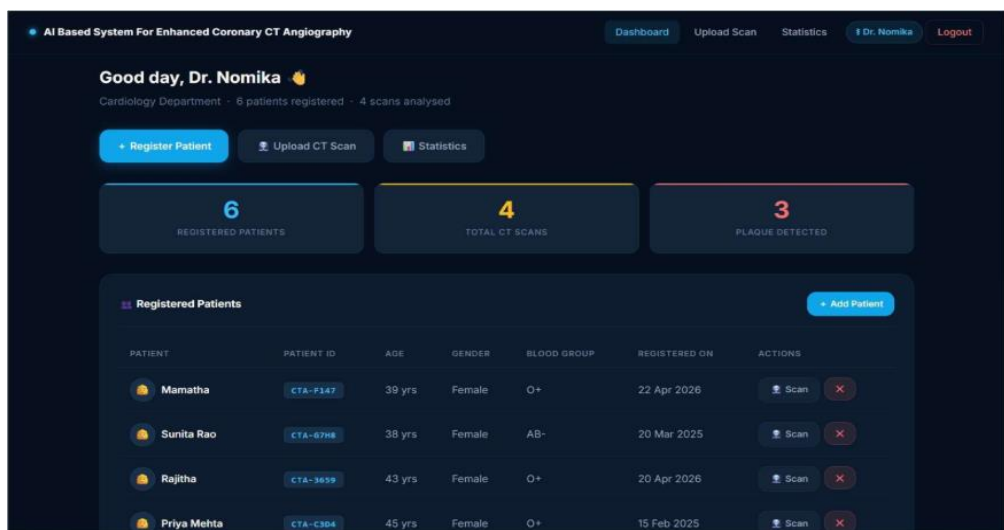 AI Based System For Enhanced Coronary CT Angiography Dashboard Upload Scan Statistics Dr. Nomika Logout
Good day, Dr. Nomika 👋
Cardiology Department - 6 patients registered - 4 scans analysed
+ Register Patient Upload CT Scan Statistics
6 4 3
REGISTERED PATIENTS TOTAL CT SCANS PLAQUE DETECTED
Registered Patients + Add Patient
PATIENT PATIENT ID AGE GENDER BLOOD GROUP REGISTERED ON ACTIONS
Mamatha CTA-F147 39 yrs Female O+ 22 Apr 2026 Scan ✕
Sunita Rao CTA-G7H8 38 yrs Female AB- 20 Mar 2025 Scan ✕
Rajitha CTA-3659 43 yrs Female O+ 20 Apr 2026 Scan ✕
Priya Mehta CTA-C3D4 45 yrs Female O+ 15 Feb 2025 Scan ✕